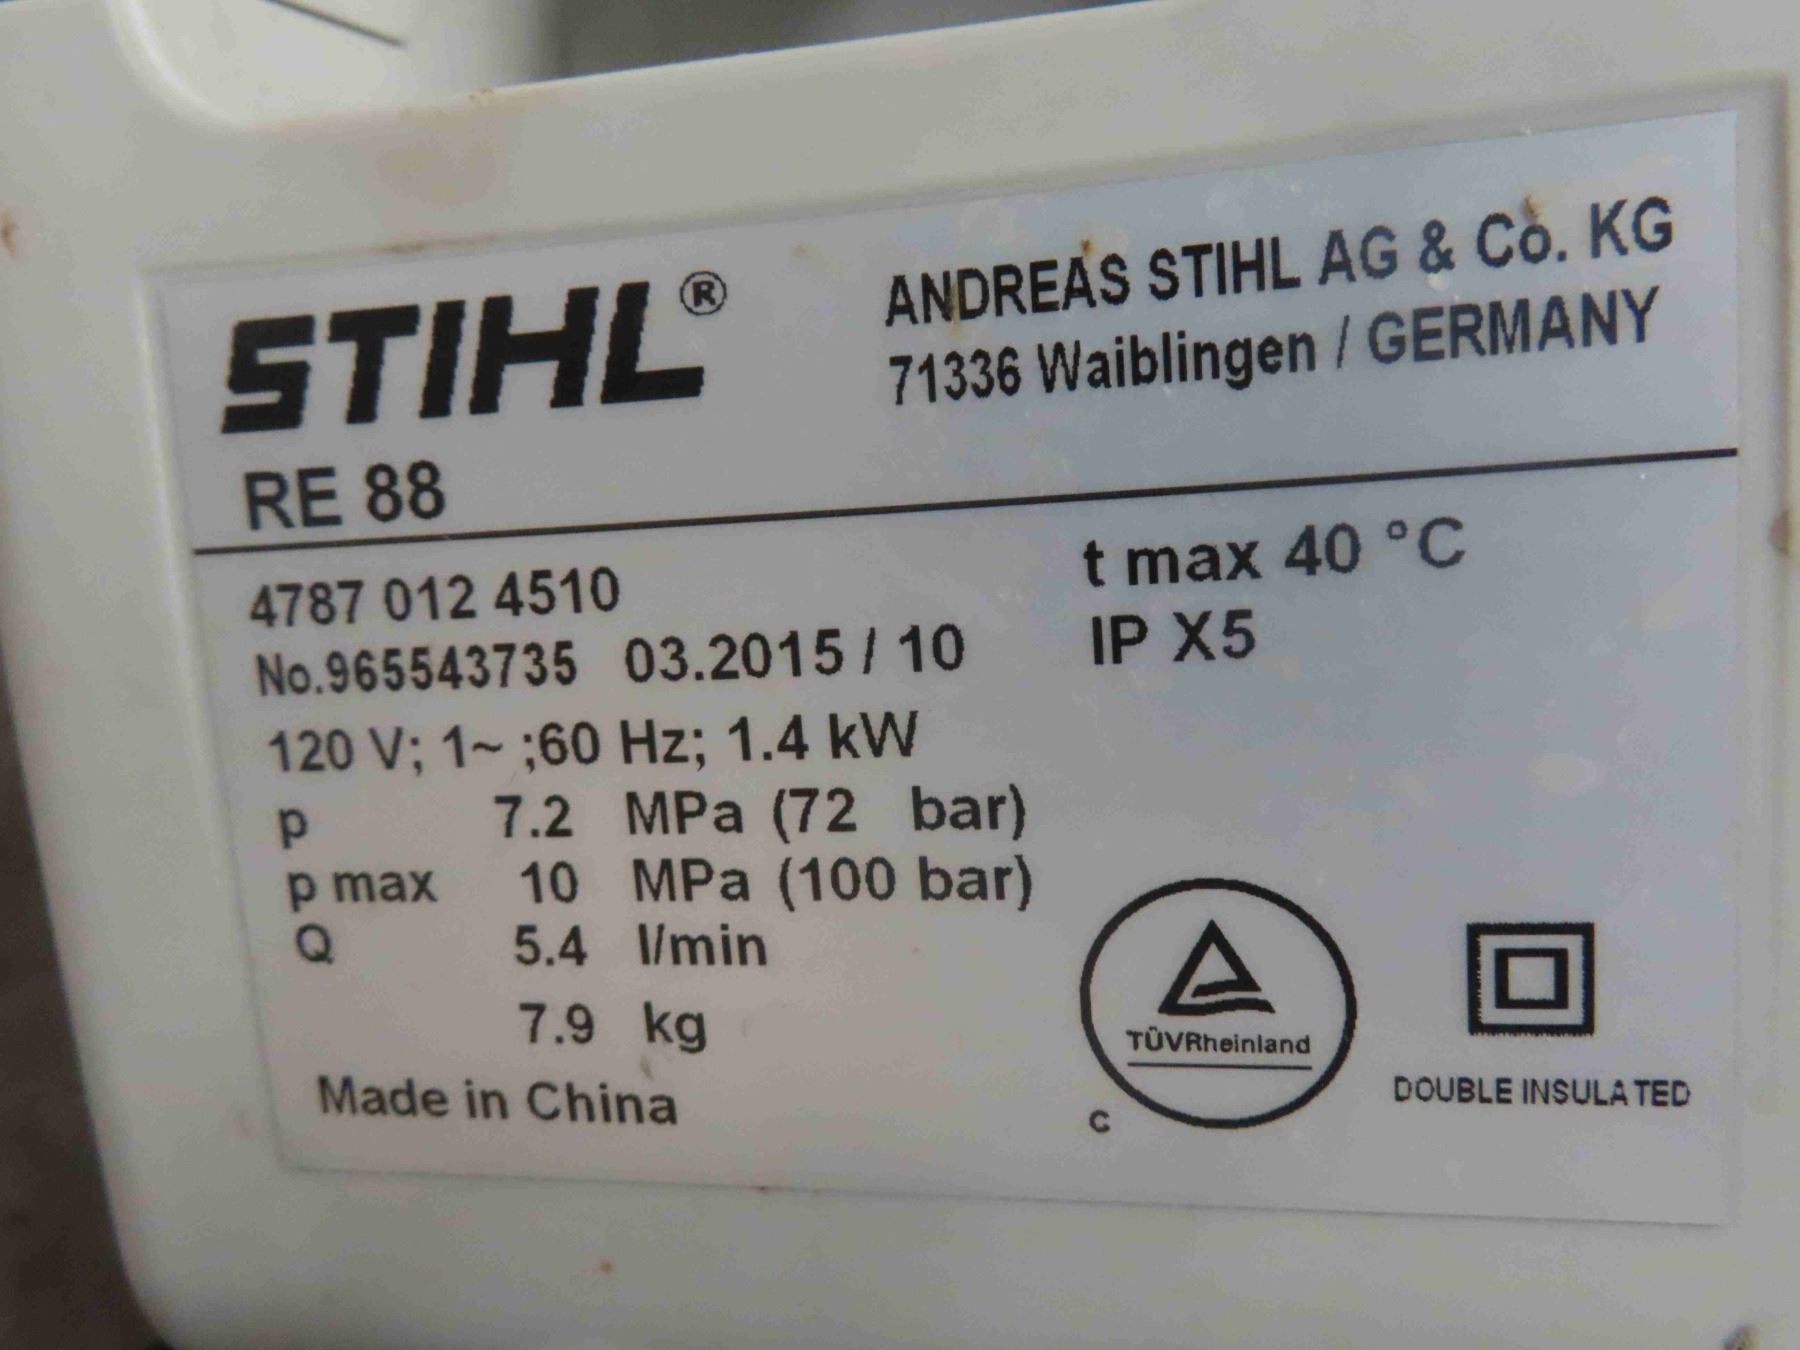 STIHL®
ANDREAS STIHL AG & Co. KG
71336 Waiblingen / GERMANY
RE 88
4787 012 4510
No.965543735 03.2015 / 10
120 V; 1~ ;60 Hz; 1.4 kW
p 7.2 MPa (72 bar)
p max 10 MPa (100 bar)
Q 5.4 l/min
7.9 kg
Made in China
t max 40 °C
IP X5
TÜVRheinland
C
DOUBLE INSULATED